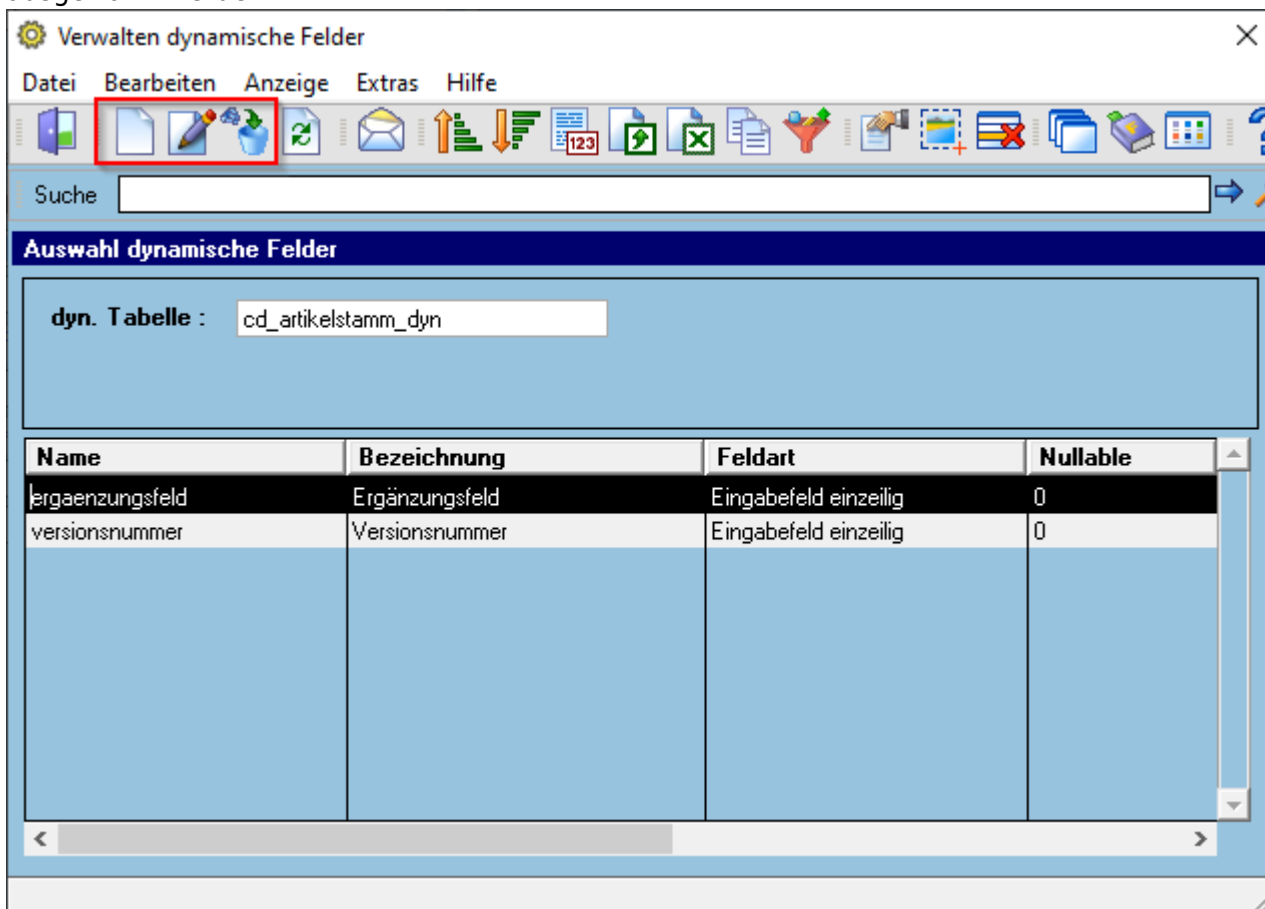 Verwalten dynamische Felder
Datei Bearbeiten Anzeige Extras Hilfe
123
Suche
Auswahl dynamische Felder
dyn. Tabelle : cd_artikelstamm_dyn
Name Bezeichnung Feldart Nullable
ergaenzungsfeld Ergänzungsfeld Eingabefeld einzeilig 0
versionsnummer Versionsnummer Eingabefeld einzeilig 0